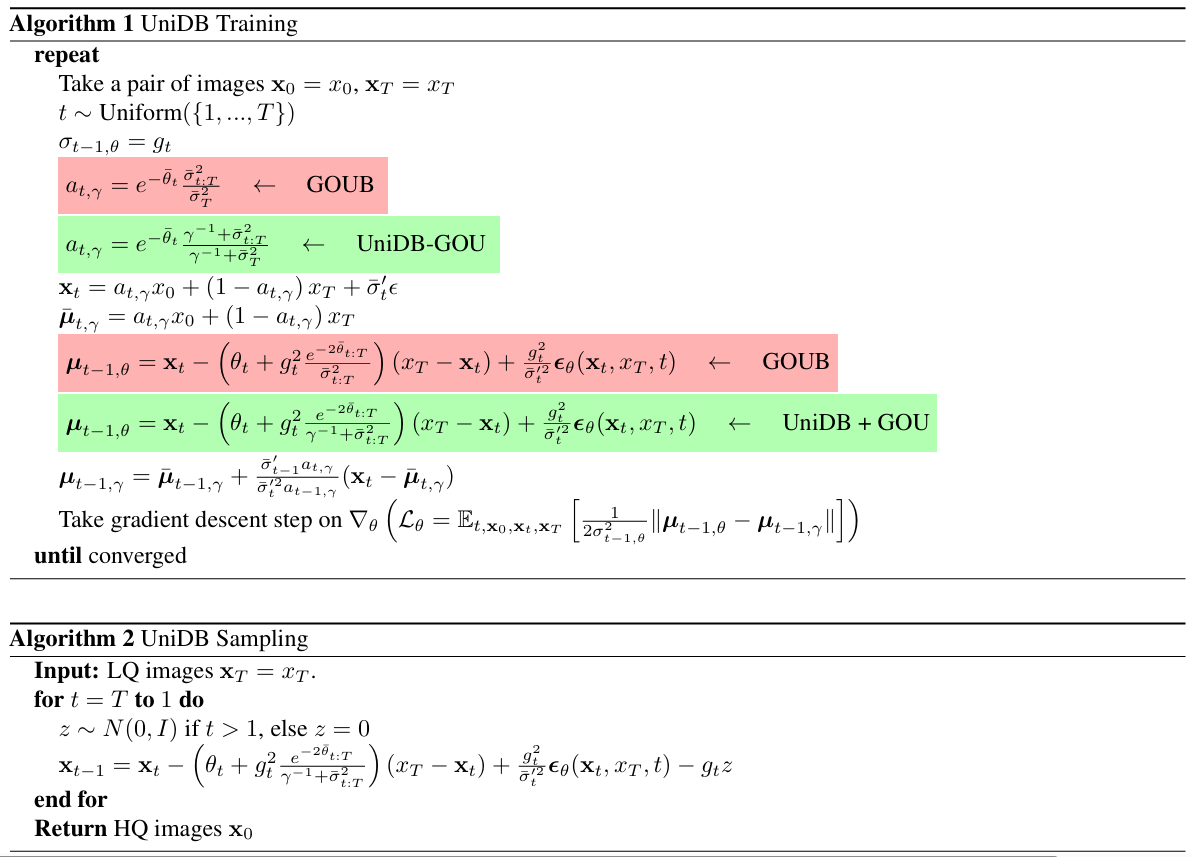 Algorithm 1 UniDB Training
repeat
Take a pair of images $\mathbf{x}_0 = x_0$, $\mathbf{x}_T = x_T$
$t \sim \text{Uniform}(\{1, ..., T\})$
$\sigma_{t-1,\theta} = g_t$
$a_{t,\gamma} = e^{-\bar{\theta}_t} \frac{\bar{\sigma}^2_{t:T}}{\bar{\sigma}^2_T} \quad \leftarrow \quad \text{GOUB}$
$a_{t,\gamma} = e^{-\bar{\theta}_t} \frac{\gamma^{-1}+\bar{\sigma}^2_{t:T}}{\gamma^{-1}+\bar{\sigma}^2_T} \quad \leftarrow \quad \text{UniDB-GOU}$
$\mathbf{x}_t = a_{t,\gamma} x_0 + (1 - a_{t,\gamma}) x_T + \bar{\sigma}'_t \epsilon$
$\bar{\boldsymbol{\mu}}_{t,\gamma} = a_{t,\gamma} x_0 + (1 - a_{t,\gamma}) x_T$
$\boldsymbol{\mu}_{t-1,\theta} = \mathbf{x}_t - \left(\theta_t + g_t^2 \frac{e^{-2\bar{\theta}_{t:T}}}{\bar{\sigma}^2_{t:T}}\right)(x_T - \mathbf{x}_t) + \frac{g_t^2}{\bar{\sigma}'^2_t} \boldsymbol{\epsilon}_\theta(\mathbf{x}_t, x_T, t) \quad \leftarrow \quad \text{GOUB}$
$\boldsymbol{\mu}_{t-1,\theta} = \mathbf{x}_t - \left(\theta_t + g_t^2 \frac{e^{-2\bar{\theta}_{t:T}}}{\gamma^{-1}+\bar{\sigma}^2_{t:T}}\right)(x_T - \mathbf{x}_t) + \frac{g_t^2}{\bar{\sigma}'^2_t} \boldsymbol{\epsilon}_\theta(\mathbf{x}_t, x_T, t) \quad \leftarrow \quad \text{UniDB + GOU}$
$\boldsymbol{\mu}_{t-1,\gamma} = \bar{\boldsymbol{\mu}}_{t-1,\gamma} + \frac{\bar{\sigma}'_{t-1} a_{t,\gamma}}{\bar{\sigma}'^2_t a_{t-1,\gamma}} (\mathbf{x}_t - \bar{\boldsymbol{\mu}}_{t,\gamma})$
Take gradient descent step on $\nabla_\theta \left(\mathcal{L}_\theta = \mathbb{E}_{t,\mathbf{x}_0,\mathbf{x}_t,\mathbf{x}_T} \left[\frac{1}{2\sigma^2_{t-1,\theta}} \|\boldsymbol{\mu}_{t-1,\theta} - \boldsymbol{\mu}_{t-1,\gamma}\|\right]\right)$
until converged
Algorithm 2 UniDB Sampling
Input: LQ images $\mathbf{x}_T = x_T$.
for $t = T$ to $1$ do
$z \sim N(0, I)$ if $t > 1$, else $z = 0$
$\mathbf{x}_{t-1} = \mathbf{x}_t - \left(\theta_t + g_t^2 \frac{e^{-2\bar{\theta}_{t:T}}}{\gamma^{-1}+\bar{\sigma}^2_{t:T}}\right)(x_T - \mathbf{x}_t) + \frac{g_t^2}{\bar{\sigma}'^2_t} \boldsymbol{\epsilon}_\theta(\mathbf{x}_t, x_T, t) - g_t z$
end for
Return HQ images $\mathbf{x}_0$